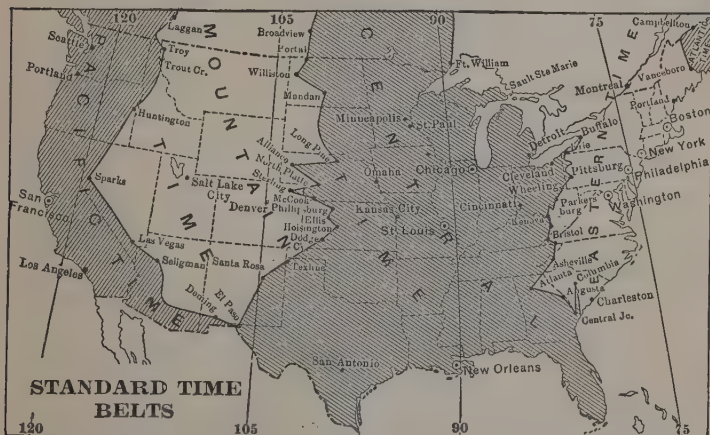 120
105
90
75
Laggan
Broadview
Portal
Campbellton
ATLANTIC TIME
Seattle
Troy
Trout Cr.
Williston
Ft. William
Sault Ste Marie
Montreal
Vanceboro
Portland
Portland
Mandan
Huntington
Minneapolis
St. Paul
Boston
Long Pine
Detroit
Buffalo
Erie
New York
Alliance
North Platte
Sterling
Omaha
Chicago
Cleveland
Wheeling
Pittsburg
Philadelphia
Sparks
Salt Lake
City
Denver
McCook
Phillipsburg
Ellis
Hoisington
Dodge
Kansas City
St. Louis
Cincinnati
Parkersburg
Kenova
Washington
San
Francisco
Las Vegas
Seligman
Santa Rosa
Bristol
Asheville
Atlanta
Columbia
Augusta
Charleston
Central Jc.
Los Angeles
Deming
El Paso
San Antonio
New Orleans
PACIFIC TIME
MOUNTAIN TIME
CENTRAL TIME
EASTERN TIME
STANDARD TIME
BELTS
120
105
90
75